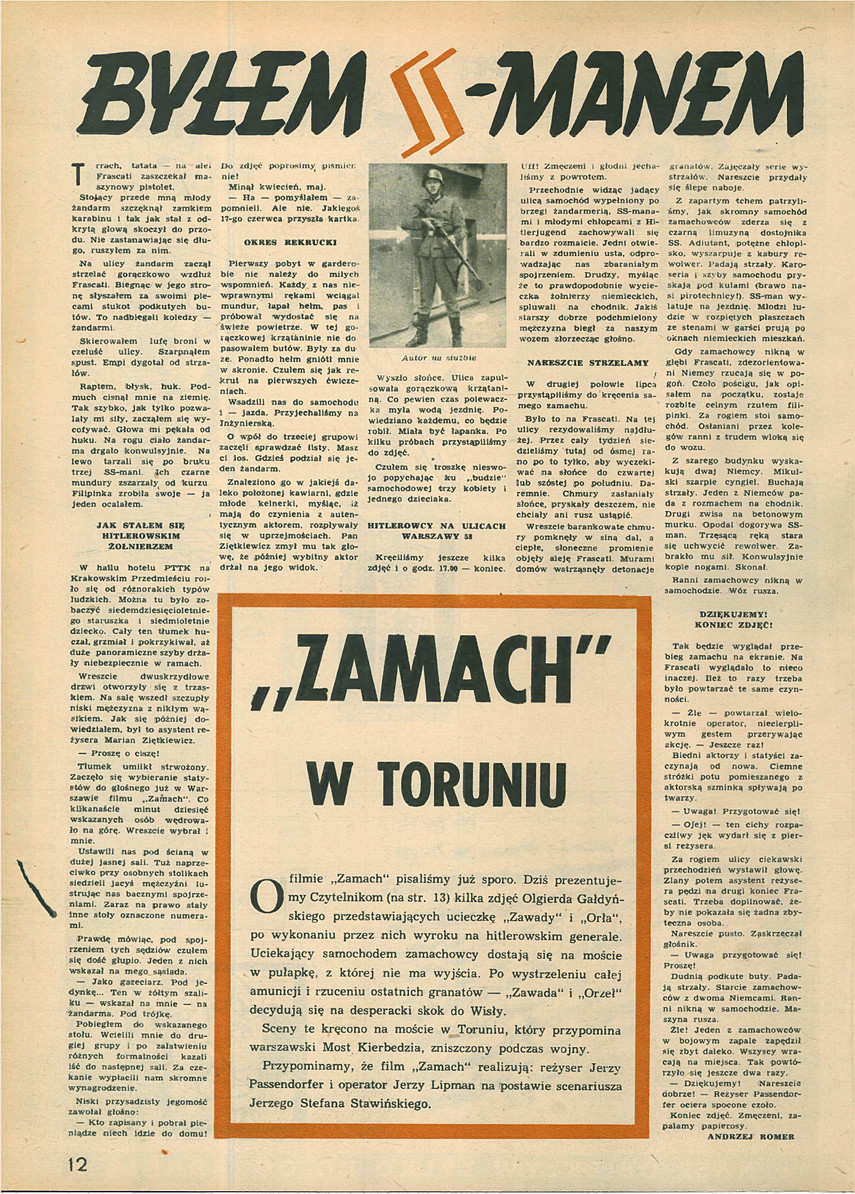 BYŁEM SS-MANEM
Trrach, tatata — na alei
Frascati zaszczekał ma-
szynowy pistolet.
Stojący przede mną młody
żandarm szczęknął zamkiem
karabinu i tak jak stał z od-
krytą głową skoczył do przo-
du. Nie zastanawiając się dłu-
go, ruszyłem za nim.
Na ulicy żandarm zaczął
strzelać gorączkowo wzdłuż
Frascati. Biegnąc w jego stro-
nę słyszałem za swoimi ple-
cami stukot podkutych bu-
tów. To nadbiegali koledzy —
żandarmi.
Skierowałem lufę broni w
czeluść ulicy. Szarpnąłem
spust. Empi dygotał od strza-
łów.
Raptem, błysk, huk. Pod-
much cisnął mnie na ziemię.
Tak szybko, jak tylko pozwa-
lały mi siły, zacząłem się wy-
cofywać. Głowa mi pękała od
huku. Na rogu ciało żandar-
ma drgało konwulsyjnie. Na
lewo tarzali się po bruku
trzej SS-mani. Ich czarne
mundury zszarzały od kurzu.
Filipinka zrobiła swoje — ja
jeden ocalałem.
JAK STAŁEM SIĘ
HITLEROWSKIM
ŻOŁNIERZEM
W hallu hotelu PTTK na
Krakowskim Przedmieściu roi-
ło się od różnorakich typów
ludzkich. Można tu było zo-
baczyć siedemdziesięcioletnie-
go staruszka i siedmioletnie
dziecko. Cały ten tłumek hu-
czał, grzmiał i pokrzykiwał, aż
duże panoramiczne szyby drża-
ły niebezpiecznie w ramach.
Wreszcie dwuskrzydłowe
drzwi otworzyły się z trzas-
kiem. Na salę wszedł szczupły
niski mężczyzna z nikłym wą-
sikiem. Jak się później do-
wiedziałem, był to asystent re-
żysera Marian Ziętkiewicz.
— Proszę o ciszę!
Tłumek umilkł strwożony.
Zaczęło się wybieranie staty-
stów do głośnego już w War-
szawie filmu „Zamach". Co
kilkanaście minut dziesięć
wskazanych osób wędrowa-
ło na górę. Wreszcie wybrał i
mnie.
Ustawili nas pod ścianą w
dużej jasnej sali. Tuż naprze-
ciwko przy osobnych stolikach
siedzieli jacyś mężczyźni lu-
strując nas bacznymi spojrze-
niami. Zaraz na prawo stały
inne stoły oznaczone numera-
mi.
Prawdę mówiąc, pod spoj-
rzeniem tych sędziów czułem
się dość głupio. Jeden z nich
wskazał na mego sąsiada.
— Jako gazeciarz. Pod je-
dynkę... Ten w żółtym szali-
ku — wskazał na mnie — na
żandarma. Pod trójkę.
Pobiegłem do wskazanego
stołu. Wcielili mnie do dru-
giej grupy i po załatwieniu
różnych formalności kazali
iść do następnej sali. Za cze-
kanie wypłacili nam skromne
wynagrodzenie.
Niski przysadzisty jegomość
zawołał głośno:
— Kto zapisany i pobrał pie-
niądze niech idzie do domu!
Do zdjęć poprosimy pismien-
nie!
Minął kwiecień, maj.
— Ha — pomyślałem — za-
pomnieli. Ale nie. Jakiegoś
17-go czerwca przyszła kartka.
OKRES REKRUCKI
Pierwszy pobyt w gardero-
bie nie należy do miłych
wspomnień. Każdy z nas nie-
wprawnymi rękami wciągał
mundur, łapał hełm, pas i
próbował wydostać się na
świeże powietrze. W tej go-
rączkowej krzątaninie nie do-
pasowałem butów. Były za du-
że. Ponadto hełm gniótł mnie
w skronie. Czułem się jak re-
krut na pierwszych ćwicze-
niach.
Wsadzili nas do samochodu
i — jazda. Przyjechaliśmy na
Inżynierską.
O wpół do trzeciej grupowi
zaczęli sprawdzać listy. Masz
ci los. Gdzieś podział się je-
den żandarm.
Znaleziono go w jakiejś da-
leko położonej kawiarni, gdzie
młode kelnerki, myśląc, iż
mają do czynienia z auten-
tycznym aktorem, rozpływały
się w uprzejmościach. Pan
Ziętkiewicz zmył mu tak gło-
wę, że później wybitny aktor
drżał na jego widok.
Autor na służbie
Wyszło słońce. Ulica zapul-
sowała gorączkową krzątani-
ną. Co pewien czas polewacz-
ka myła wodą jezdnię. Po-
wiedziano każdemu, co będzie
robił. Miała być łapanka. Po
kilku próbach przystąpiliśmy
do zdjęć.
Czułem się troszkę nieswo-
jo popychając ku „budzie"
samochodowej trzy kobiety i
jednego dzieciaka.
HITLEROWCY NA ULICACH
WARSZAWY 58
Kręciliśmy jeszcze kilka
zdjęć i o godz. 17.00 — koniec.
Uff! Zmęczeni i głodni jecha-
liśmy z powrotem.
Przechodnie widząc jadący
ulicą samochód wypełniony po
brzegi żandarmerią, SS-mana-
mi i młodymi chłopcami z Hi-
tlerjugend zachowywali się
bardzo rozmaicie. Jedni otwie-
rali w zdumieniu usta, odpro-
wadzając nas zbaraniałym
spojrzeniem. Drudzy, myśląc
że to prawdopodobnie wyciecz-
czka żołnierzy niemieckich,
spluwali na chodnik. Jakiś
starszy dobrze podchmielony
mężczyzna biegł za naszym
wozem złorzecząc głośno.
NARESZCIE STRZELAMY
W drugiej połowie lipca
przystąpiliśmy do kręcenia sa-
mego zamachu.
Było to na Frascati. Na tej
ulicy rezydowaliśmy najdłu-
żej. Przez cały tydzień sie-
dzieliśmy tutaj od ósmej ra-
no po to tylko, aby wyczeki-
wać na słońce do czwartej
lub szóstej po południu. Da-
remnie. Chmury zasłaniały
słońce, pryskały deszczem, nie
chciały ani rusz ustąpić.
Wreszcie barankowate chmu-
ry pomknęły w siną dal, a
ciepłe, słoneczne promienie
objęły aleję Frascati. Murami
domów wstrząsnęły detonacje
granatów. Zajęczały serie wy-
strzałów. Nareszcie przydały
się ślepe naboje.
Z zapartym tchem patrzyli-
śmy, jak skromny samochód
zamachowców zderza się z
czarną limuzyną dostojnika
SS. Adiutant, potężne chłopi-
sko, wyszarpuje z kabury re-
wolwer. Padają strzały. Karo-
seria i szyby samochodu pry-
skają pod kulami (brawo na-
si pirotechnicy!). SS-man wy-
latuje na jezdnię. Młodzi lu-
dzie w rozpiętych płaszczach
ze stenami w garści prują po
oknach niemieckich mieszkań.
Gdy zamachowcy nikną w
głębi Frascati, zdezorientowa-
ni Niemcy rzucają się w po-
goń. Czoło pościgu, jak opi-
sałem na początku, zostaje
rozbite celnym rzutem fili-
pinki. Za rogiem stoi samo-
chód. Osłaniani przez kole-
gów ranni z trudem wloką się
do wozu.
Z szarego budynku wyska-
kują dwaj Niemcy. Mikul-
ski szarpie cyngiel. Buchają
strzały. Jeden z Niemców pa-
da z rozmachem na chodnik.
Drugi zwisa na betonowym
murku. Opodal dogorywa SS-
man. Trzęsącą ręką stara
się uchwycić rewolwer. Za-
brakło mu sił. Konwulsyjnie
kopie nogami. Skonał.
Ranni zamachowcy nikną w
samochodzie. Wóz rusza.
DZIĘKUJEMY!
KONIEC ZDJĘĆ!
Tak będzie wyglądał prze-
bieg zamachu na ekranie. Na
Frascati wyglądało to nieco
inaczej. Ileż to razy trzeba
było powtarzać te same czyn-
ności.
— Źle — powtarzał wielo-
krotnie operator, niecierpli-
wym gestem przerywając
akcję. — Jeszcze raz!
Biedni aktorzy i statyści za-
czynają od nowa. Ciemne
stróżki potu pomieszanego z
aktorską szminką spływają po
twarzy.
— Uwaga! Przygotować się!
— Ojej! — ten cichy rozpa-
czliwy jęk wydarł się z pier-
si reżysera.
Za rogiem ulicy ciekawski
przechodzień wystawił głowę.
Zlany potem asystent reżyse-
ra pędzi na drugi koniec Fra-
scati. Trzeba dopilnować, że-
by nie pokazała się żadna zby-
teczna osoba.
Nareszcie pusto. Zaskrzeczał
głośnik.
— Uwaga przygotować się!
Proszę!
Dudnią podkute buty. Pada-
ją strzały. Starcie zamachow-
ców z dwoma Niemcami. Ran-
ni nikną w samochodzie. Ma-
szyna rusza.
Źle! Jeden z zamachowców
w bojowym zapale zapędził
się zbyt daleko. Wszyscy wra-
cają na miejsca. Tak powtó-
rzyło się jeszcze dwa razy.
— Dziękujemy! Nareszcie
dobrze! — Reżyser Passendor-
fer ociera spocone czoło.
Koniec zdjęć. Zmęczeni, za-
palamy papierosy.
ANDRZEJ ROMER
„ZAMACH"
W TORUNIU
O filmie „Zamach" pisaliśmy już sporo. Dziś prezentuje-
my Czytelnikom (na str. 13) kilka zdjęć Olgierda Gałdyń-
skiego przedstawiających ucieczkę „Zawady" i „Orła",
po wykonaniu przez nich wyroku na hitlerowskim generale.
Uciekający samochodem zamachowcy dostają się na moście
w pułapkę, z której nie ma wyjścia. Po wystrzeleniu całej
amunicji i rzuceniu ostatnich granatów — „Zawada" i „Orzeł"
decydują się na desperacki skok do Wisły.
Sceny te kręcono na moście w Toruniu, który przypomina
warszawski Most Kierbedzia, zniszczony podczas wojny.
Przypominamy, że film „Zamach" realizują: reżyser Jerzy
Passendorfer i operator Jerzy Lipman na postawie scenariusza
Jerzego Stefana Stawińskiego.
12